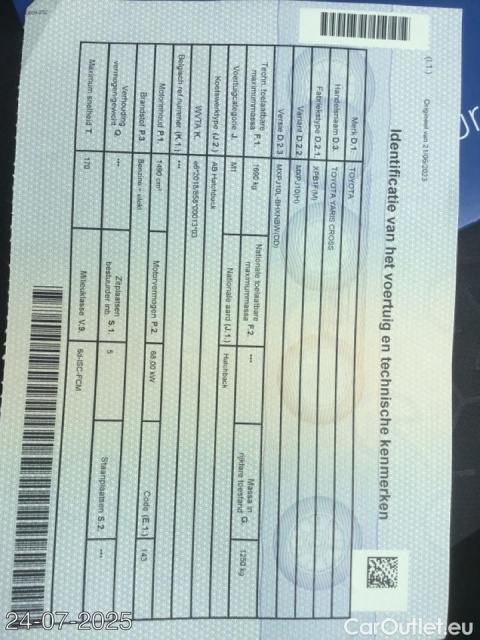 (I.1)
Origineel van 21/06/2023
Identificatie van het voertuig en technische kenmerken
Merk D.1. TOYOTA
Handelsnaam D.3. TOYOTA YARIS CROSS
Fabriekstype D.2.1. XPB1F(M)
Variant D.2.2. MXPJ10(H)
Versie D.2.3. MXPJ10L-BHXNBW(DD)
Techn. toelaatbare maximummassa F.1. 1690 kg Nationale toelaatbare maximummassa F.2. --- Massa in rijklare toestand G. 1250 kg
Voertuigcategorie J. M1 Nationale aard (J.1.) Hatchback
Koetswerktype (J.2.) AB Hatchback
WVTA K. e6*2018/858*00013*03
Belgisch ref.nummer (K.1.) ---
Motorinhoud P.1. 1490 cm³ Motorvermogen P.2. 68,00 kW Code (E.1.) 143
Brandstof P.3. Benzine + elekt.
Verhouding vermogen/gewicht Q. --- Zitplaatsen bestuurder inb. S.1. 5 Staanplaatsen S.2. ---
Maximum snelheid T. 170 Milieuklasse V.9. 6d-ISC-FCM
24-07-2025
CarOutlet.eu